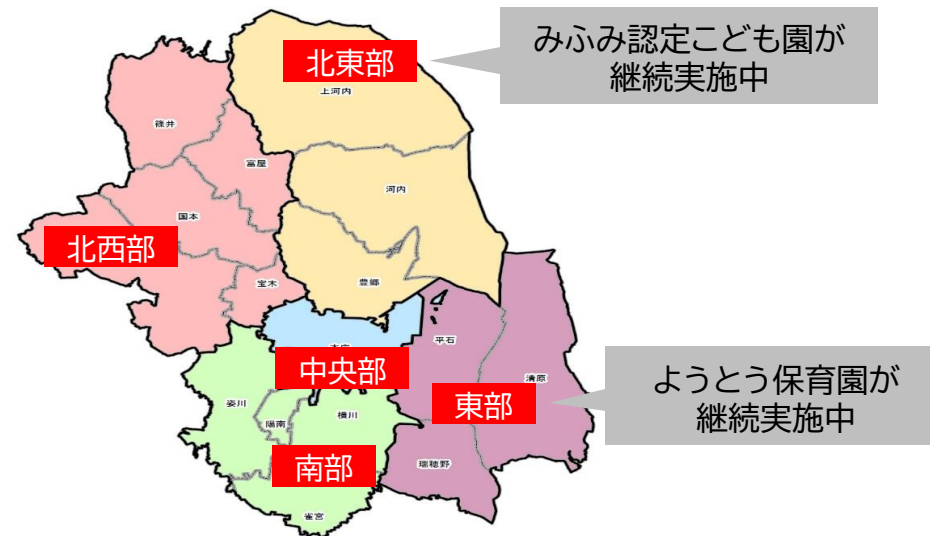 北東部
みふみ認定こども園が
継続実施中
上河内
篠井
富屋
河内
国本
北西部
宝木
豊郷
平石
中央部
清原
ようとう保育園が
継続実施中
姿川
陽南
横川
東部
南部
瑞穂野
雀宮